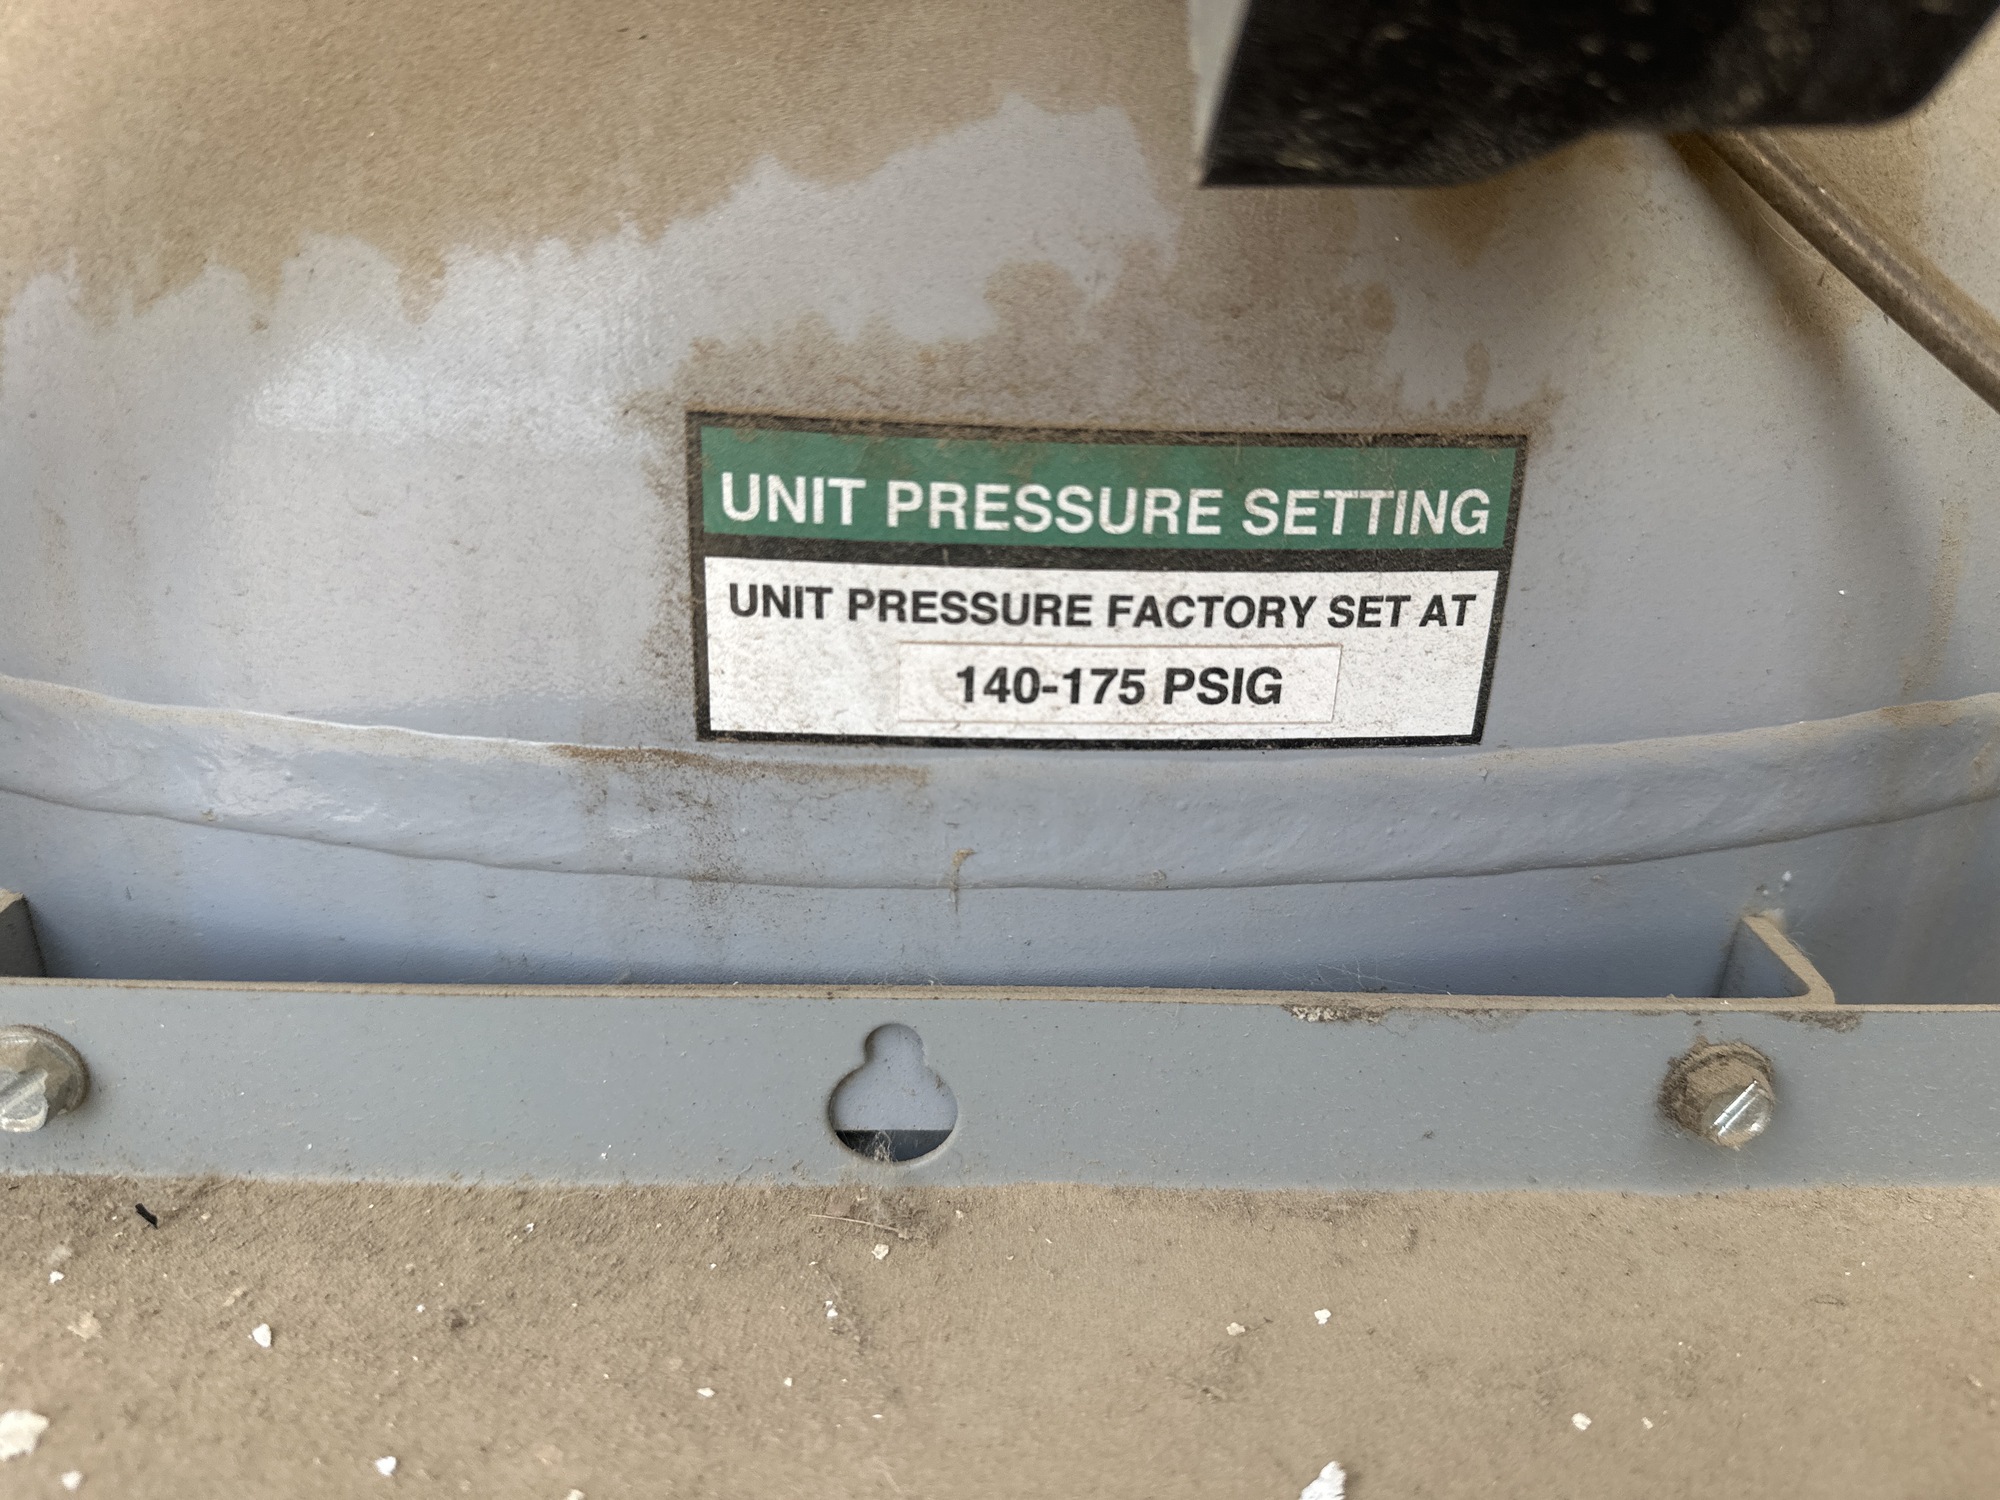 UNIT PRESSURE SETTING
UNIT PRESSURE FACTORY SET AT
140-175 PSIG